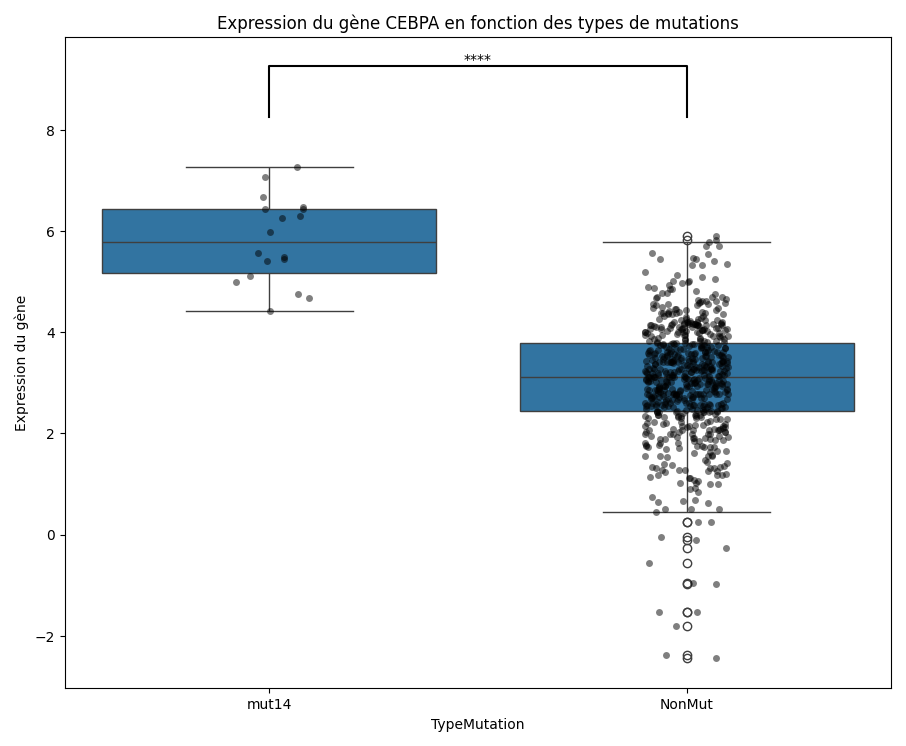 Expression du gène CEBPA en fonction des types de mutations
****
8
6
4
2
0
−2
Expression du gène
mut14
NonMut
TypeMutation